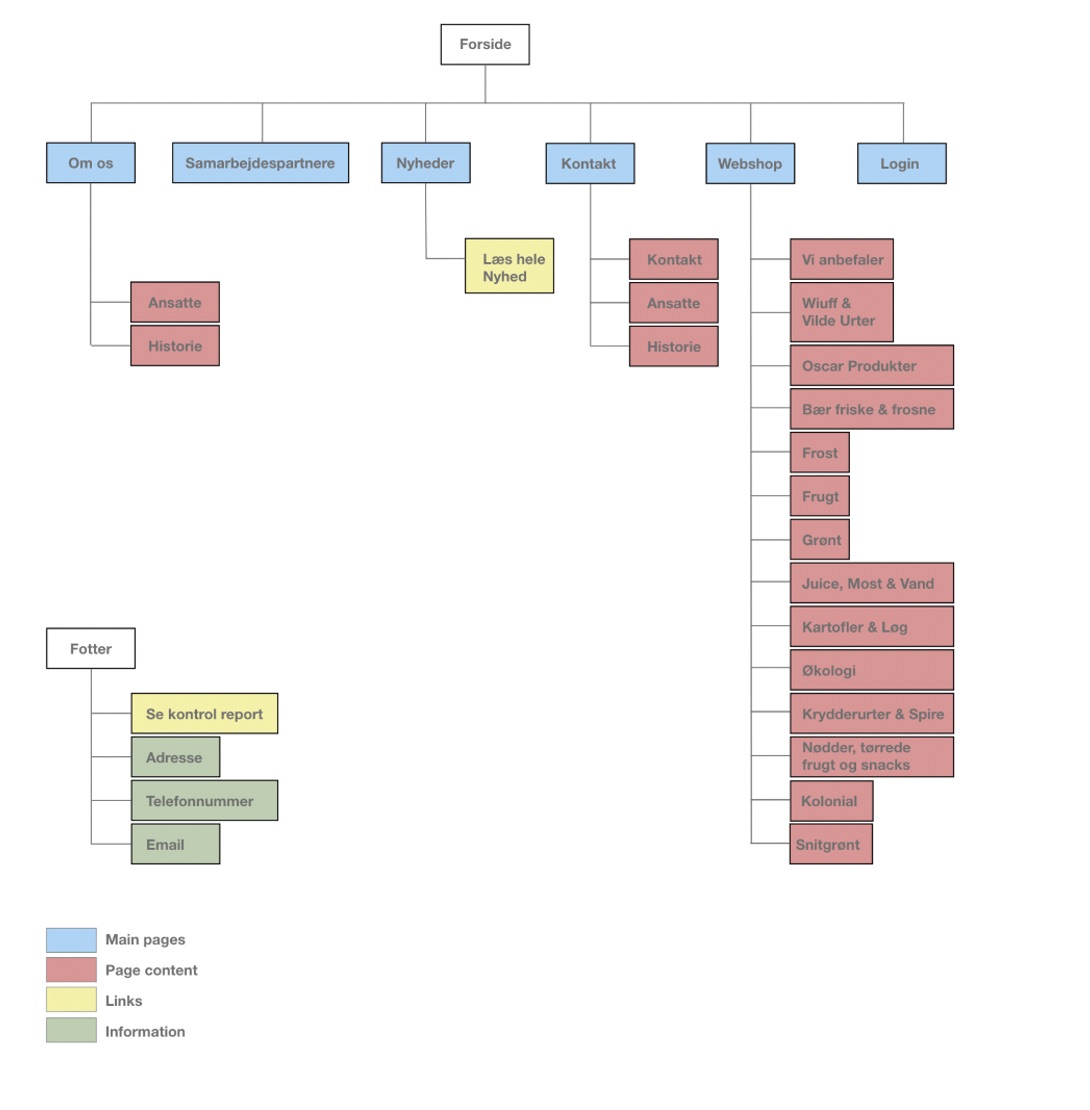 Forside
Om os
Samarbejdespartnere
Nyheder
Kontakt
Webshop
Login
Ansatte
Historie
Læs hele
Nyhed
Kontakt
Ansatte
Historie
Vi anbefaler
Wiuff &
Vilde Urter
Oscar Produkter
Bær friske & frosne
Frost
Frugt
Grønt
Juice, Most & Vand
Kartofler & Løg
Økologi
Krydderurter & Spire
Nødder, tørrede
frugt og snacks
Kolonial
Snitgrønt
Fotter
Se kontrol report
Adresse
Telefonnummer
Email
Main pages
Page content
Links
Information